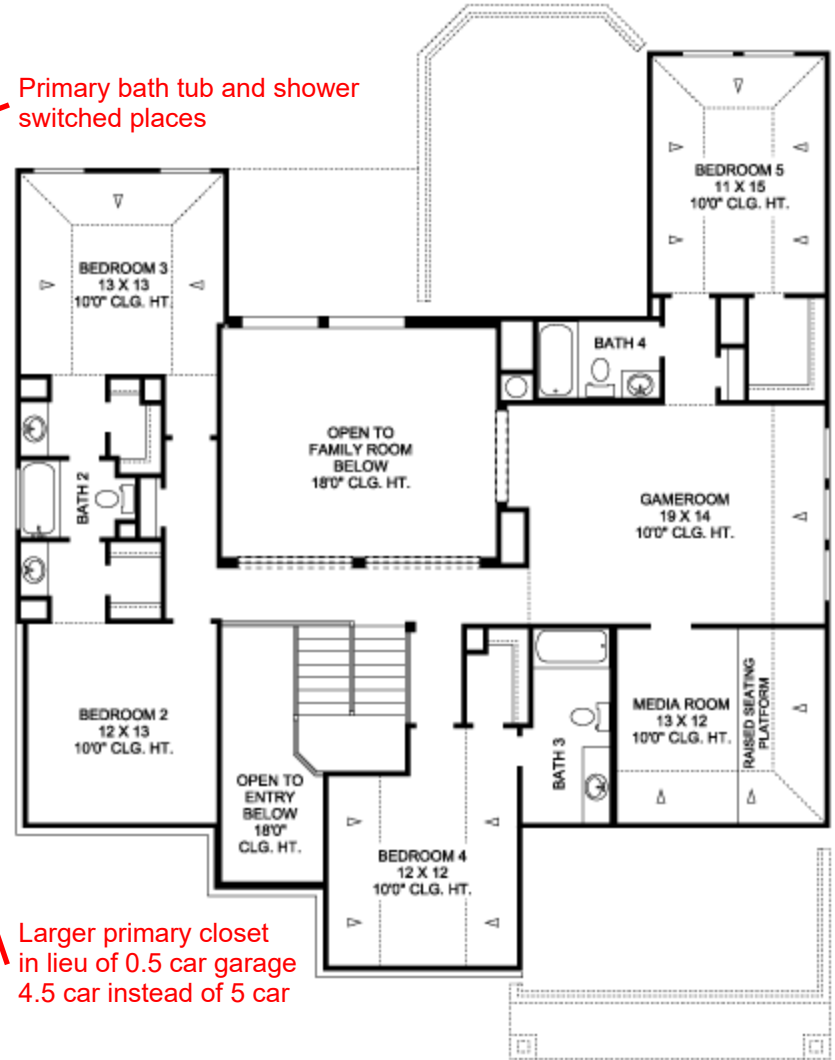 Primary bath tub and shower
switched places
BEDROOM 5
11 X 15
10'0" CLG. HT.
BEDROOM 3
13 X 13
10'0" CLG. HT.
BATH 4
OPEN TO
FAMILY ROOM
BELOW
18'0" CLG. HT.
BATH 2
GAMEROOM
19 X 14
10'0" CLG. HT.
BEDROOM 2
12 X 13
10'0" CLG. HT.
OPEN TO
ENTRY
BELOW
18'0"
CLG. HT.
BATH 3
MEDIA ROOM
13 X 12
10'0" CLG. HT.
RAISED SEATING
PLATFORM
BEDROOM 4
12 X 12
10'0" CLG. HT.
Larger primary closet
in lieu of 0.5 car garage
4.5 car instead of 5 car